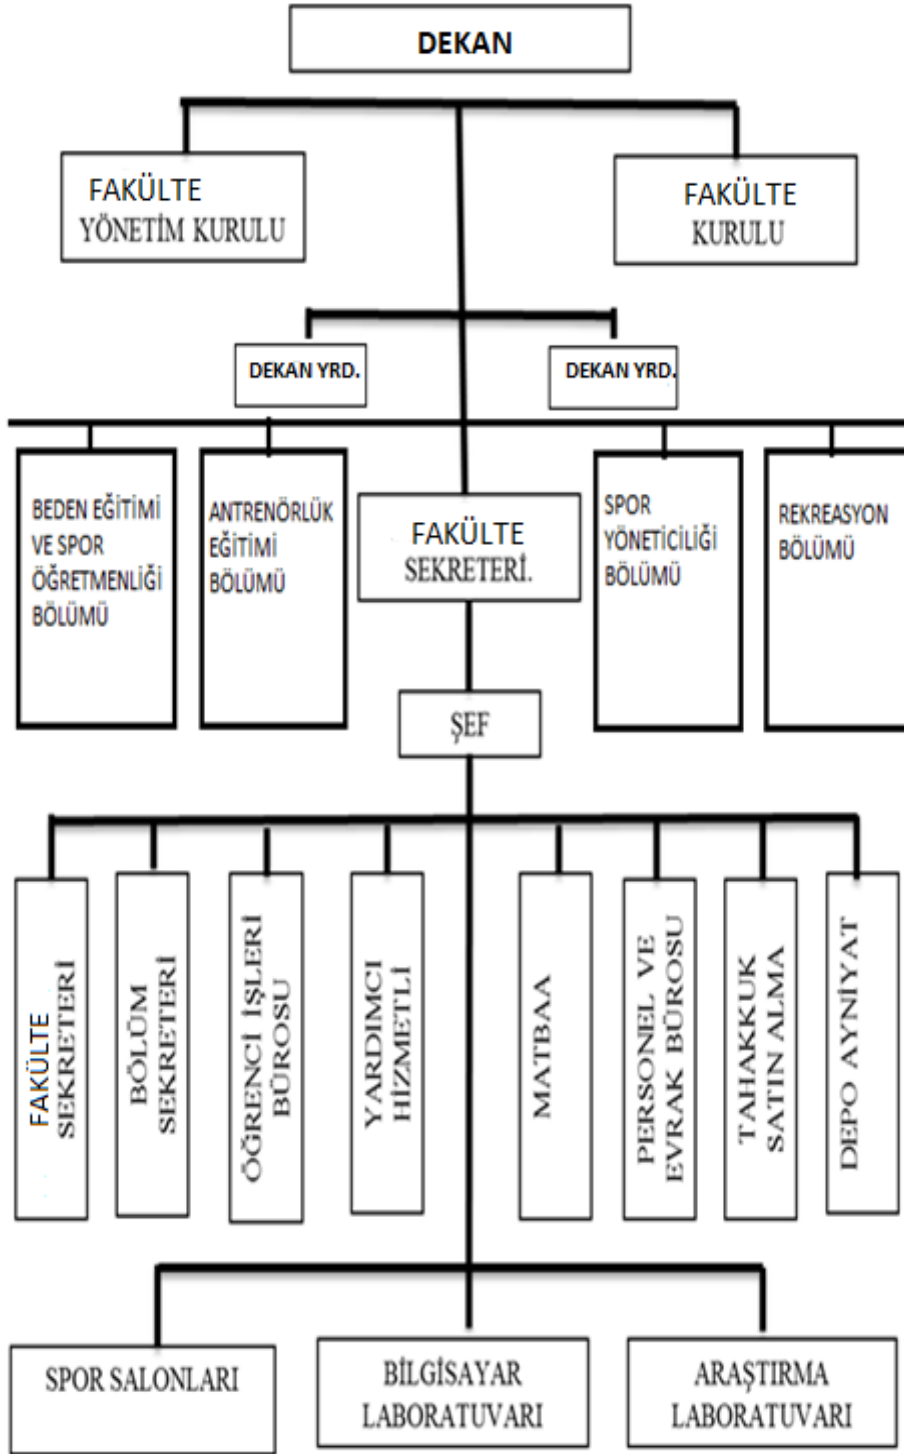 DEKAN
FAKÜLTE
YÖNETİM KURULU
FAKÜLTE
KURULU
DEKAN YRD.
DEKAN YRD.
BEDEN EĞİTİMİ
VE SPOR
ÖĞRETMENLİĞİ
BÖLÜMÜ
ANTRENÖRLÜK
EĞİTİMİ
BÖLÜMÜ
FAKÜLTE
SEKRETERİ.
SPOR
YÖNETİCİLİĞİ
BÖLÜMÜ
REKREASYON
BÖLÜMÜ
ŞEF
FAKÜLTE
SEKRETERİ
BÖLÜM
SEKRETERİ
ÖĞRENCİ İŞLERİ
BÜROSU
YARDIMCI
HİZMETLİ
MATBAA
PERSONEL VE
EVRAK BÜROSU
TAHAKKUK
SATIN ALMA
DEPO AYNİYAT
SPOR SALONLARI
BİLGİSAYAR
LABORATUVARI
ARAŞTIRMA
LABORATUVARI